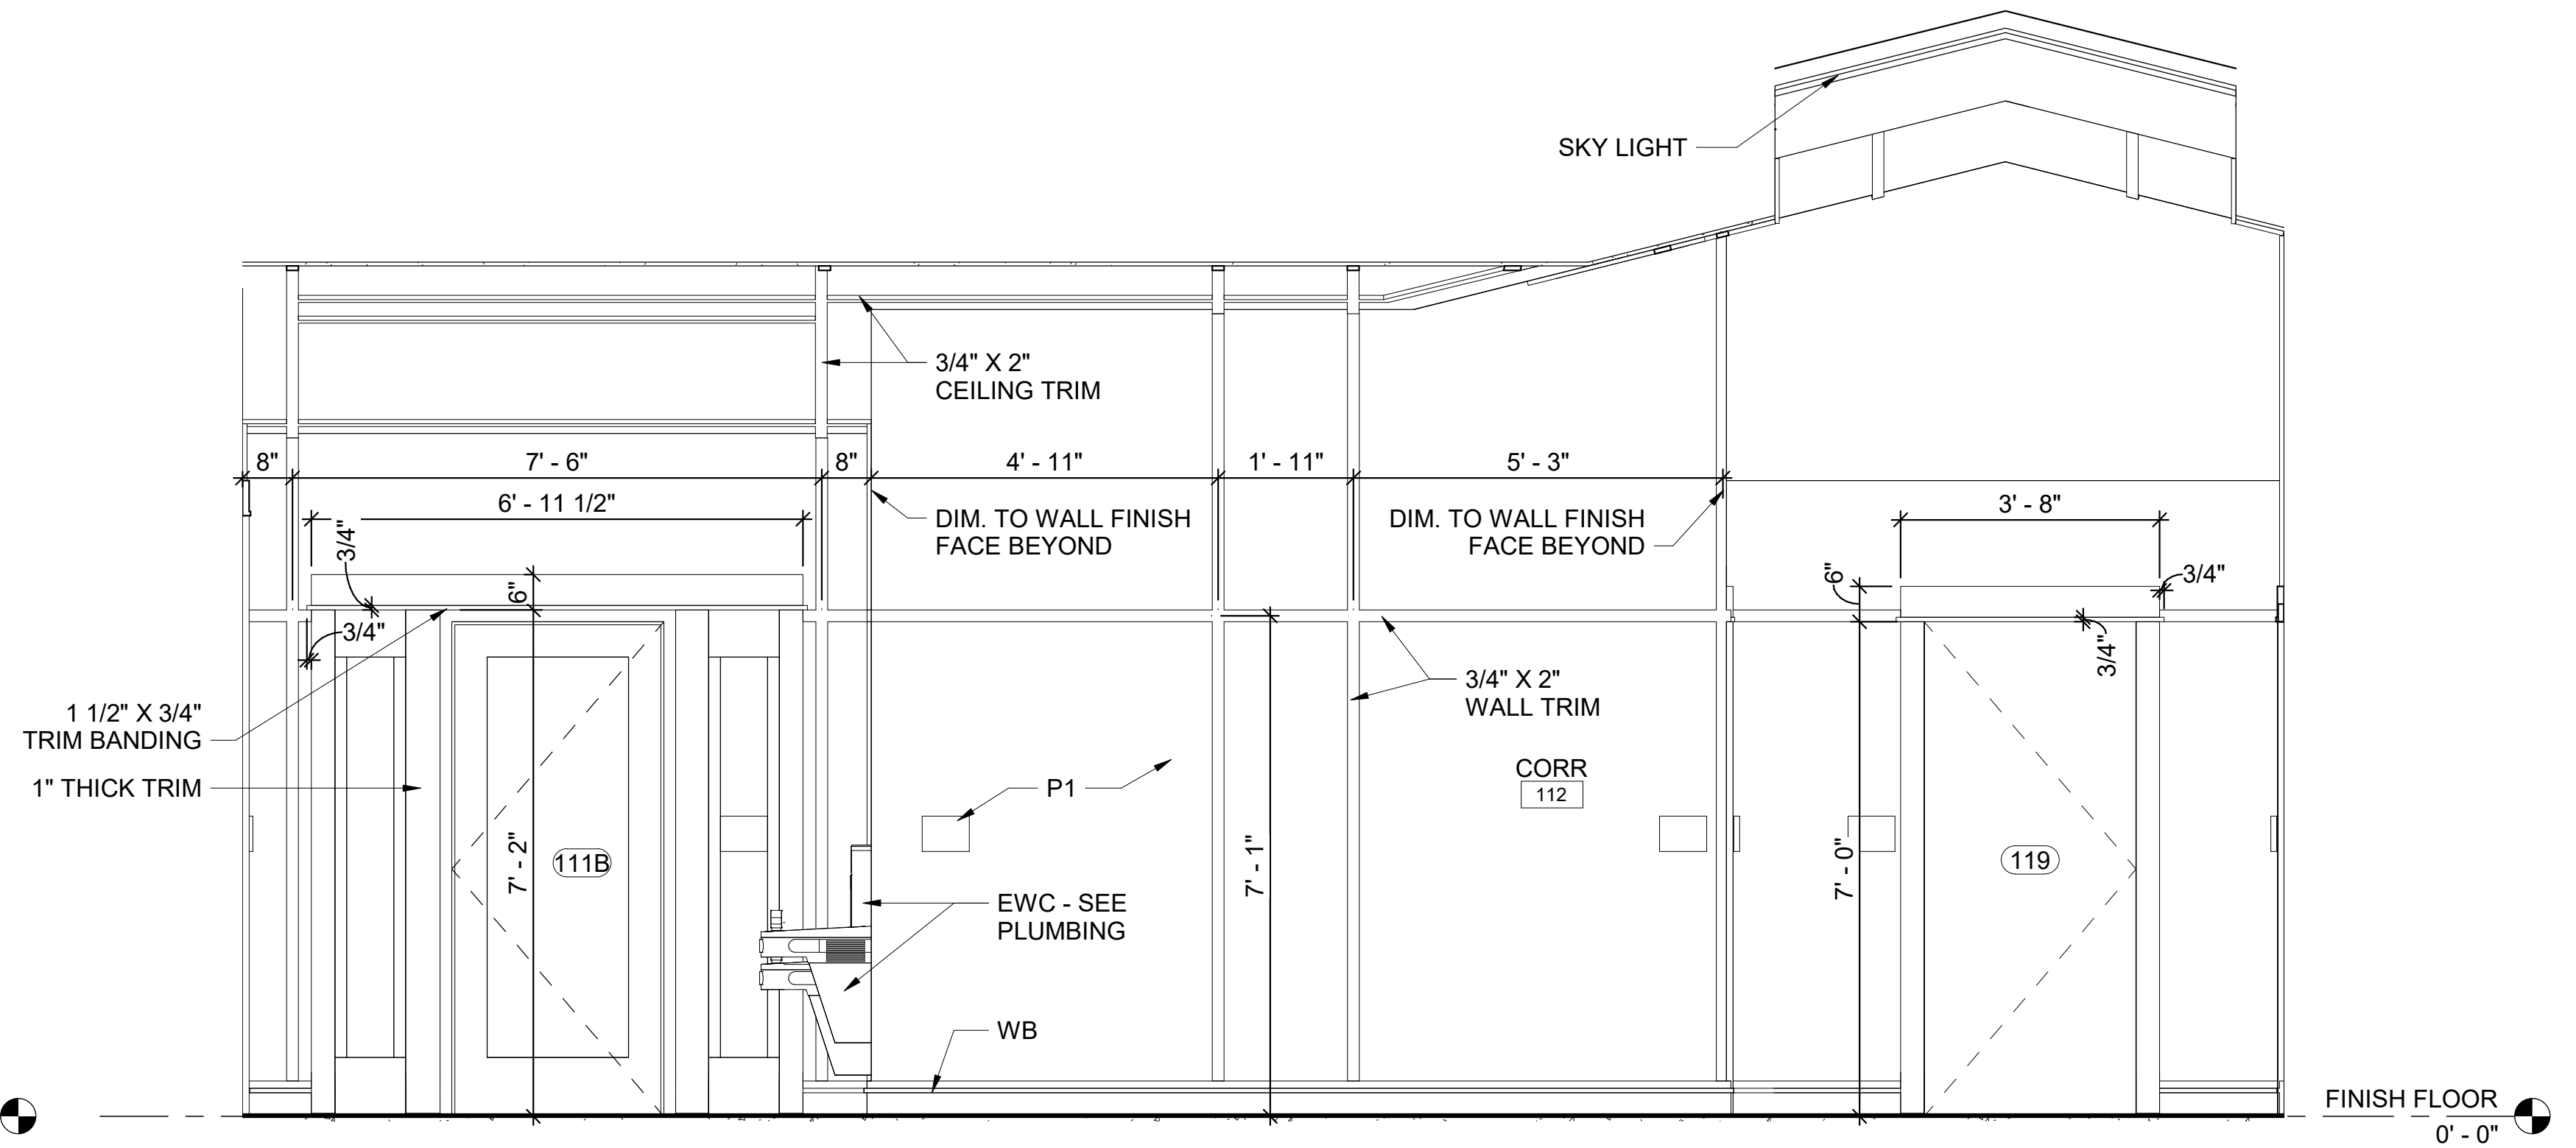 SKY LIGHT
3/4" X 2"
CEILING TRIM
8"
7' - 6"
8"
4' - 11"
1' - 11"
5' - 3"
6' - 11 1/2"
3' - 8"
DIM. TO WALL FINISH
FACE BEYOND
DIM. TO WALL FINISH
FACE BEYOND
3/4"
6"
6"
3/4"
3/4"
3/4"
3/4" X 2"
WALL TRIM
1 1/2" X 3/4"
TRIM BANDING
1" THICK TRIM
P1
CORR
112
7' - 2"
111B
7' - 1"
7' - 0"
119
EWC - SEE
PLUMBING
WB
FINISH FLOOR
0' - 0"